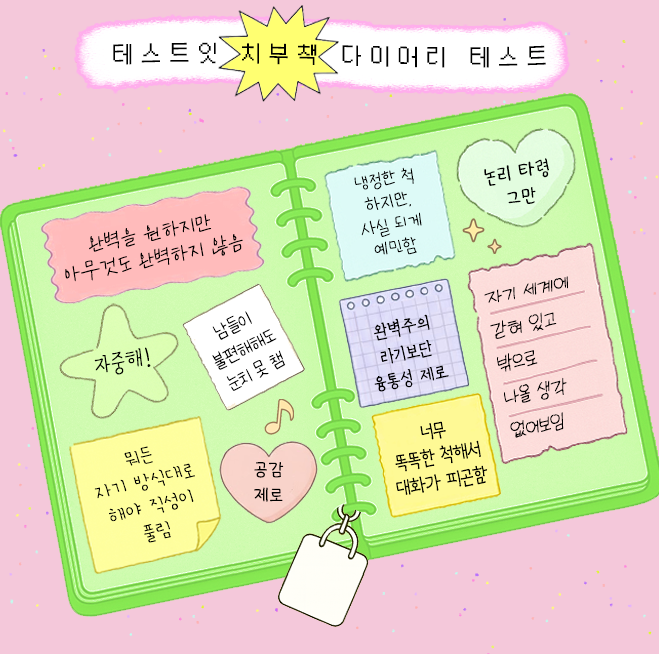 테스트잇 치부책 다이어리 테스트
완벽을 원하지만
아무것도 완벽하지 않음
자중해!
남들이
불편해해도
눈치 못 챔
뭐든
자기 방식대로
해야 직성이
풀림
공감
제로
냉정한 척
하지만,
사실 되게
예민함
논리 타령
그만
완벽주의
라기보단
융통성 제로
자기 세계에
갇혀 있고
밖으로
나올 생각
없어보임
너무
똑똑한 척해서
대화가 피곤함